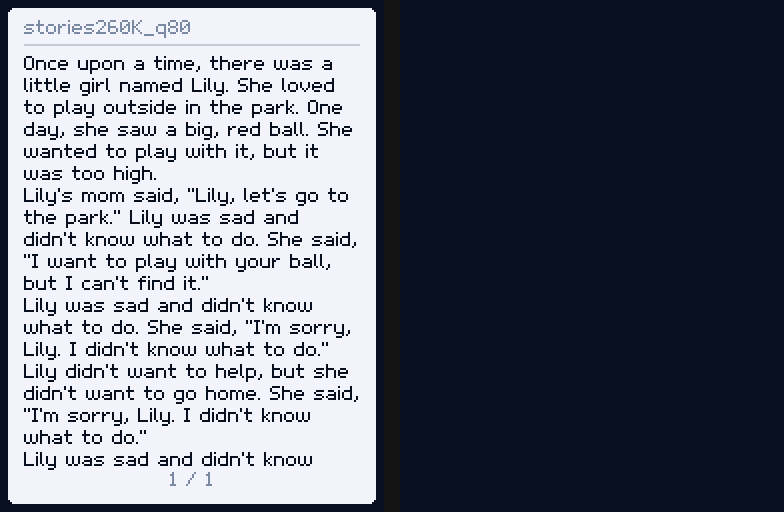 stories260K_q80
Once upon a time, there was a
little girl named Lily. She loved
to play outside in the park. One
day, she saw a big, red ball. She
wanted to play with it, but it
was too high.
Lily's mom said, "Lily, let's go to
the park." Lily was sad and
didn't know what to do. She said,
"I want to play with your ball,
but I can't find it."
Lily was sad and didn't know
what to do. She said, "I'm sorry,
Lily. I didn't know what to do."
Lily didn't want to help, but she
didn't want to go home. She said,
"I'm sorry, Lily. I didn't know
what to do."
Lily was sad and didn't know
1 / 1